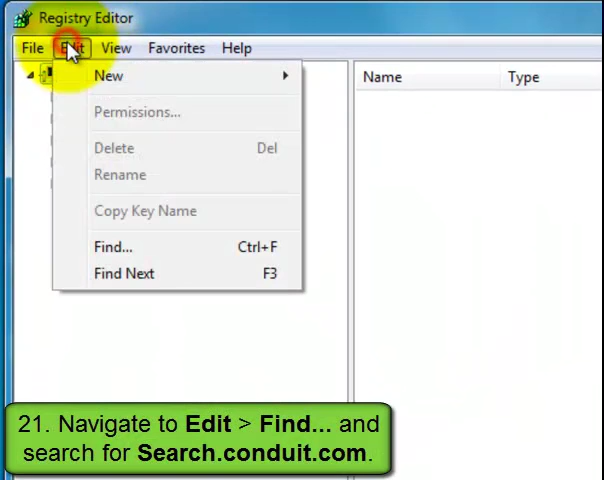 Registry Editor
File Edit View Favorites Help
New
Permissions...
Delete Del
Rename
Copy Key Name
Find... Ctrl+F
Find Next F3
Name Type
21. Navigate to Edit > Find... and
search for Search.conduit.com.